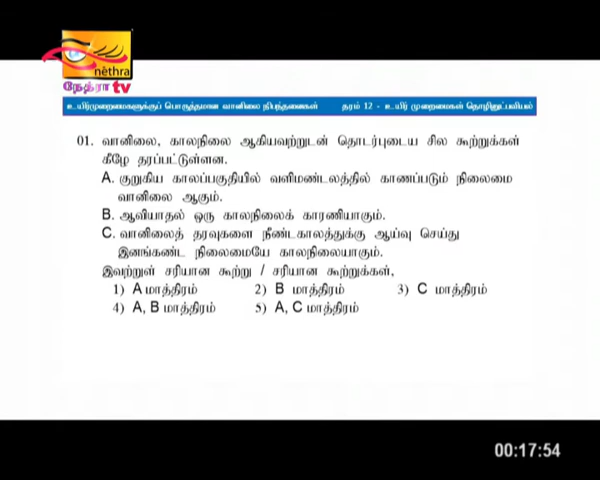 nēthra
நேத்ரா tv
உயிர்முறைமைகளுக்குப் பொருத்தமான வானிலை நிபந்தனைகள் தரம் 12 - உயிர் முறைமைகள் தொழினுட்பவியல்
01. வானிலை, காலநிலை ஆகியவற்றுடன் தொடர்புடைய சில கூற்றுக்கள்
கீழே தரப்பட்டுள்ளன.
A. குறுகிய காலப்பகுதியில் வளிமண்டலத்தில் காணப்படும் நிலைமை
வானிலை ஆகும்.
B. ஆவியாதல் ஒரு காலநிலைக் காரணியாகும்.
C. வானிலைத் தரவுகளை நீண்டகாலத்துக்கு ஆய்வு செய்து
இனங்கண்ட நிலைமையே காலநிலையாகும்.
இவற்றுள் சரியான கூற்று / சரியான கூற்றுக்கள்,
1) A மாத்திரம் 2) B மாத்திரம் 3) C மாத்திரம்
4) A, B மாத்திரம் 5) A, C மாத்திரம்
00:17:54